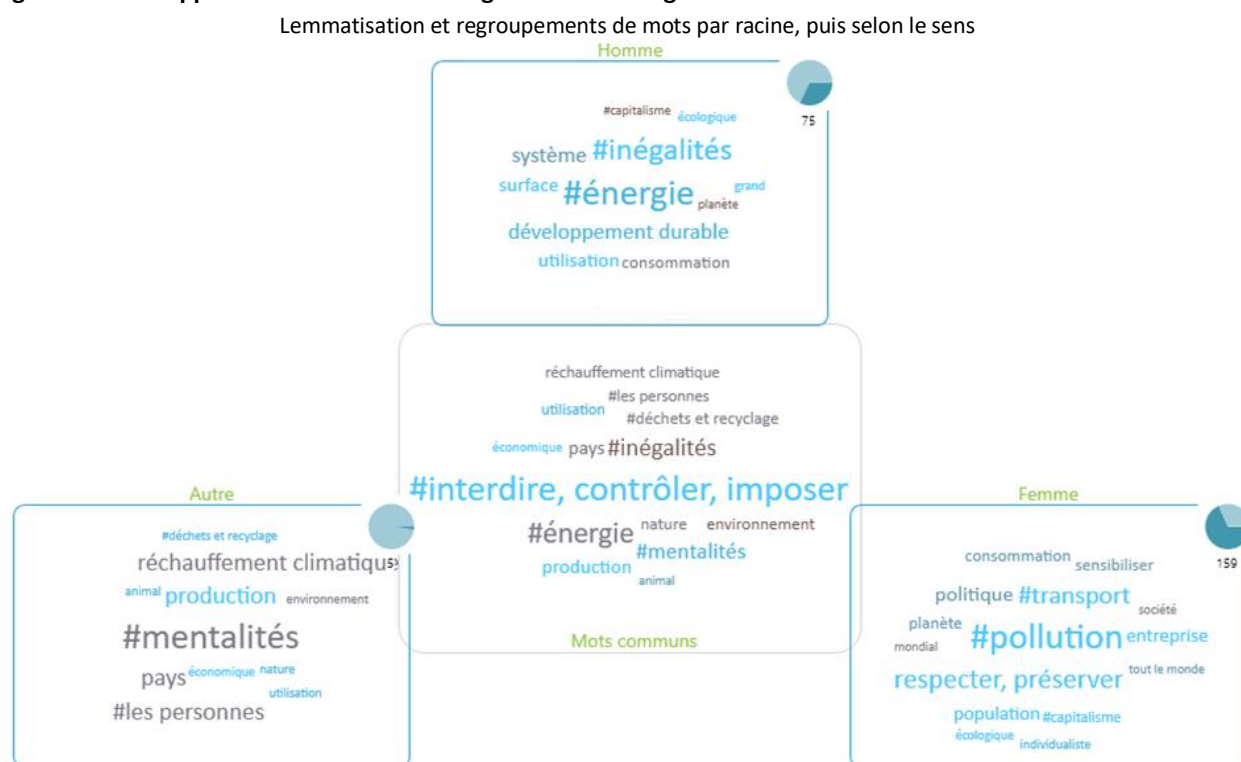 Lemmatisation et regroupements de mots par racine, puis selon le sens
Homme
75
#capitalisme écologique
système #inégalités
surface #énergie planète grand
développement durable
utilisation consommation
réchauffement climatique
#les personnes
utilisation #déchets et recyclage
économique pays #inégalités
#interdire, contrôler, imposer
#énergie nature environnement
#mentalités
production
animal
Mots communs
Autre
5
#déchets et recyclage
réchauffement climatique
animal production environnement
#mentalités
pays économique nature
utilisation
#les personnes
Femme
159
consommation sensibiliser
politique #transport
société
planète
mondial #pollution entreprise
respecter, préserver tout le monde
population #capitalisme
écologique individualiste